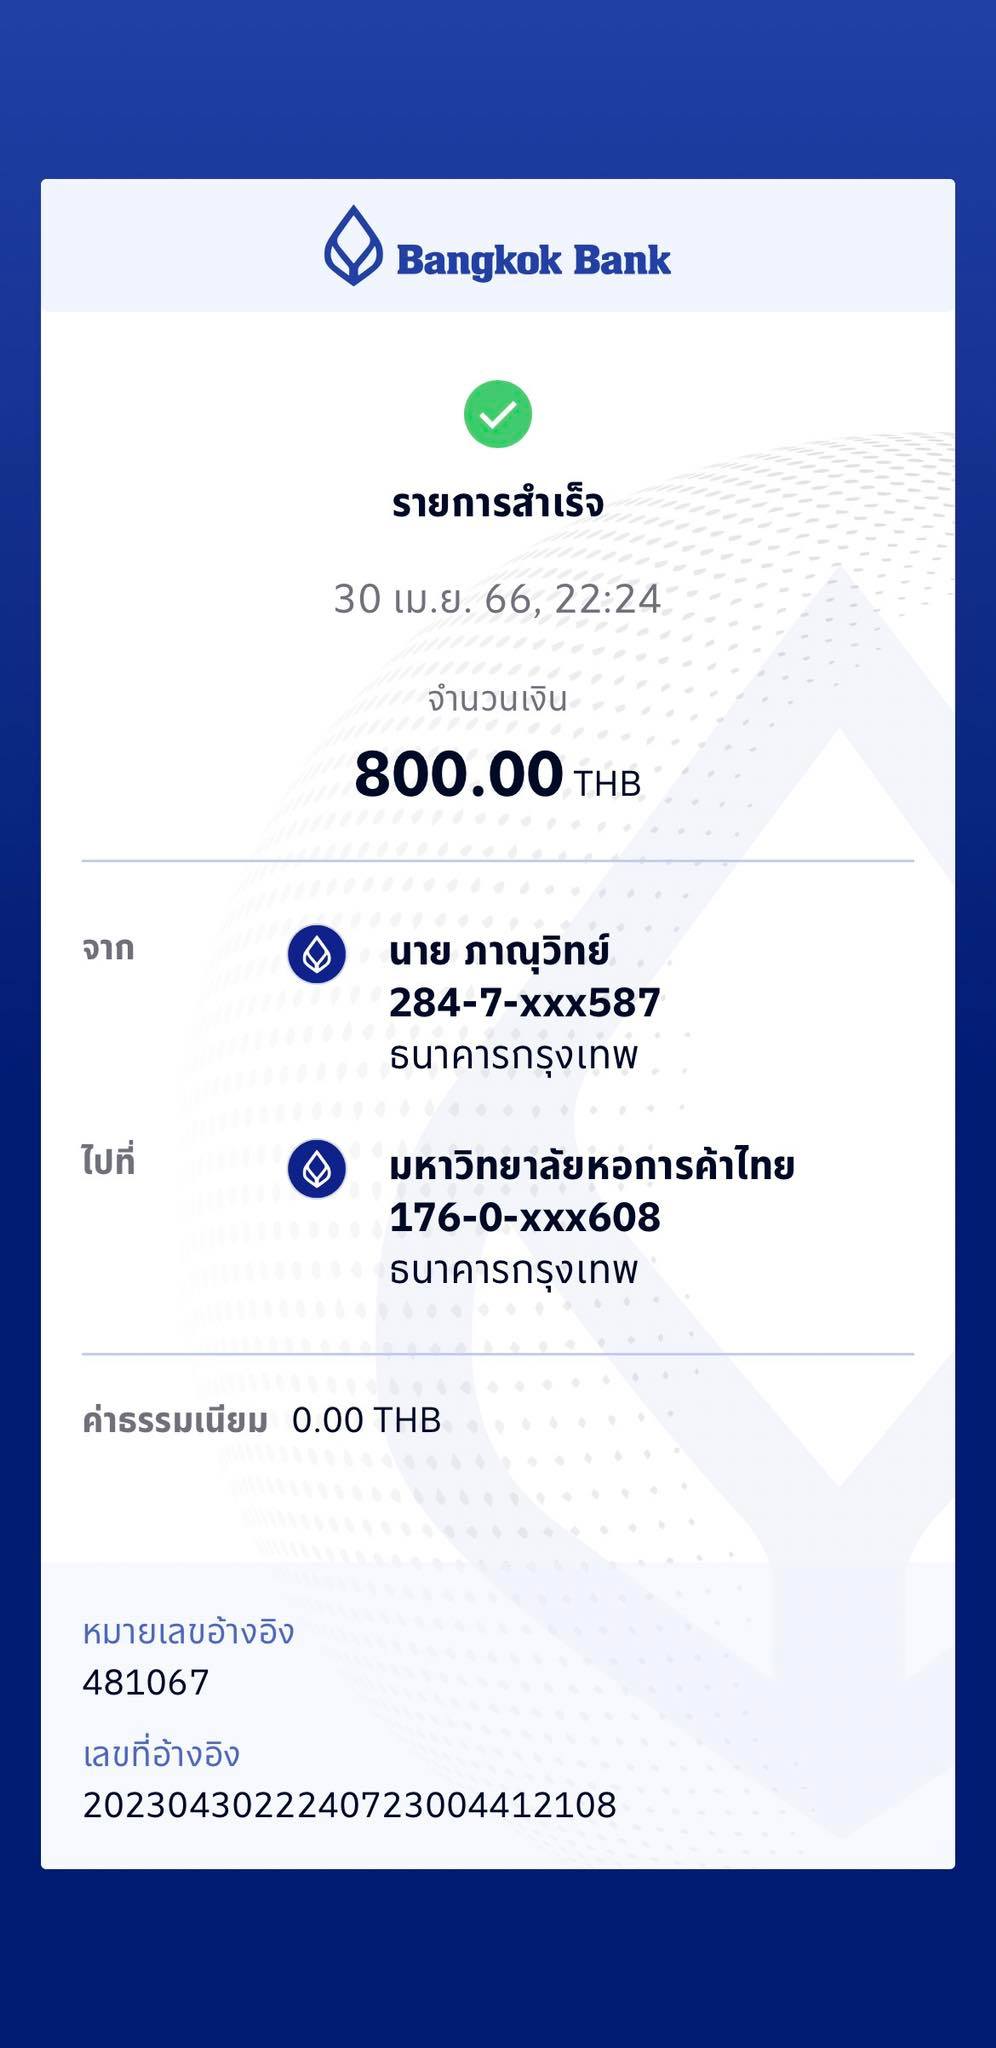 Bangkok Bank
รายการสำเร็จ
30 เม.ย. 66, 22:24
จำนวนเงิน
800.00 THB
จาก
นาย ภาณุวิทย์
284-7-xxx587
ธนาคารกรุงเทพ
ไปที่
มหาวิทยาลัยหอการค้าไทย
176-0-xxx608
ธนาคารกรุงเทพ
ค่าธรรมเนียม 0.00 THB
หมายเลขอ้างอิง
481067
เลขที่อ้างอิง
2023043022240723004412108